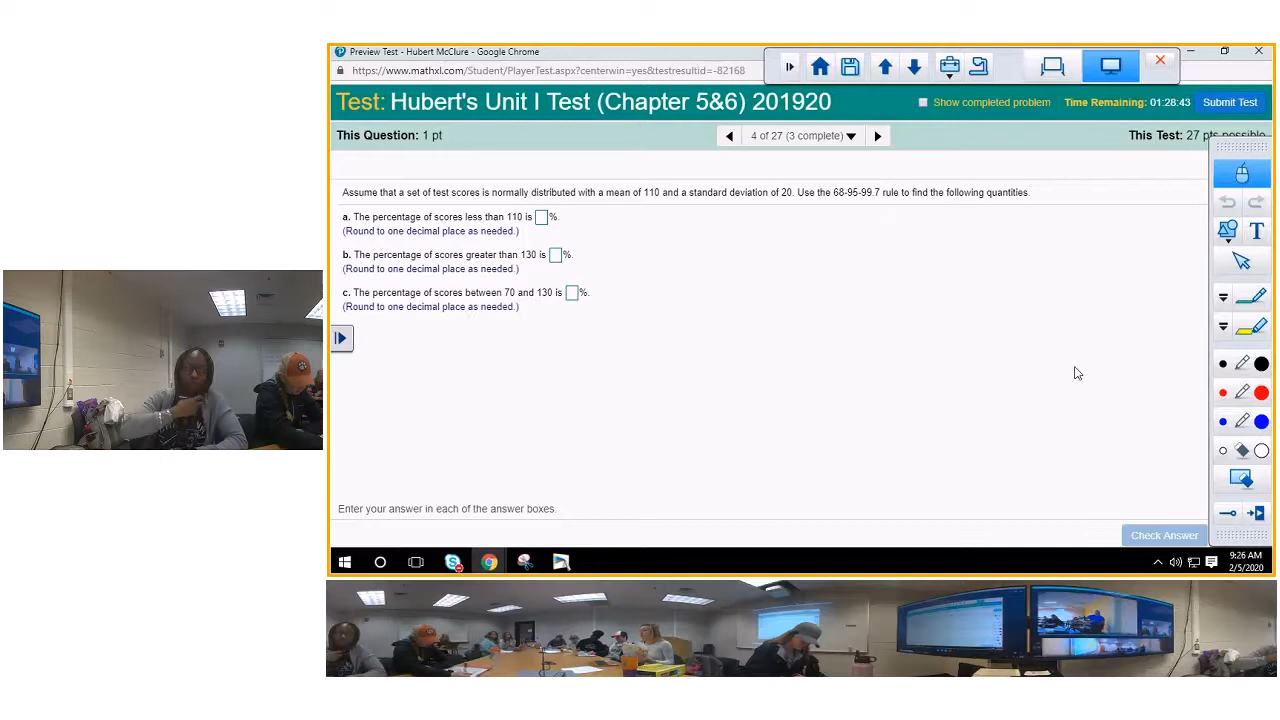 Preview Test - Hubert McClure - Google Chrome
https://www.mathxl.com/Student/PlayerTest.aspx?centerwin=yes&testresultid=-82168
Test: Hubert's Unit I Test (Chapter 5&6) 201920
Show completed problem
Time Remaining: 01:28:43
Submit Test
This Question: 1 pt
4 of 27 (3 complete)
This Test: 27 pts possible
Assume that a set of test scores is normally distributed with a mean of 110 and a standard deviation of 20. Use the 68-95-99.7 rule to find the following quantities.
a. The percentage of scores less than 110 is %.
(Round to one decimal place as needed.)
b. The percentage of scores greater than 130 is %.
(Round to one decimal place as needed.)
c. The percentage of scores between 70 and 130 is %.
(Round to one decimal place as needed.)
T
Enter your answer in each of the answer boxes.
Check Answer
9:26 AM
2/5/2020